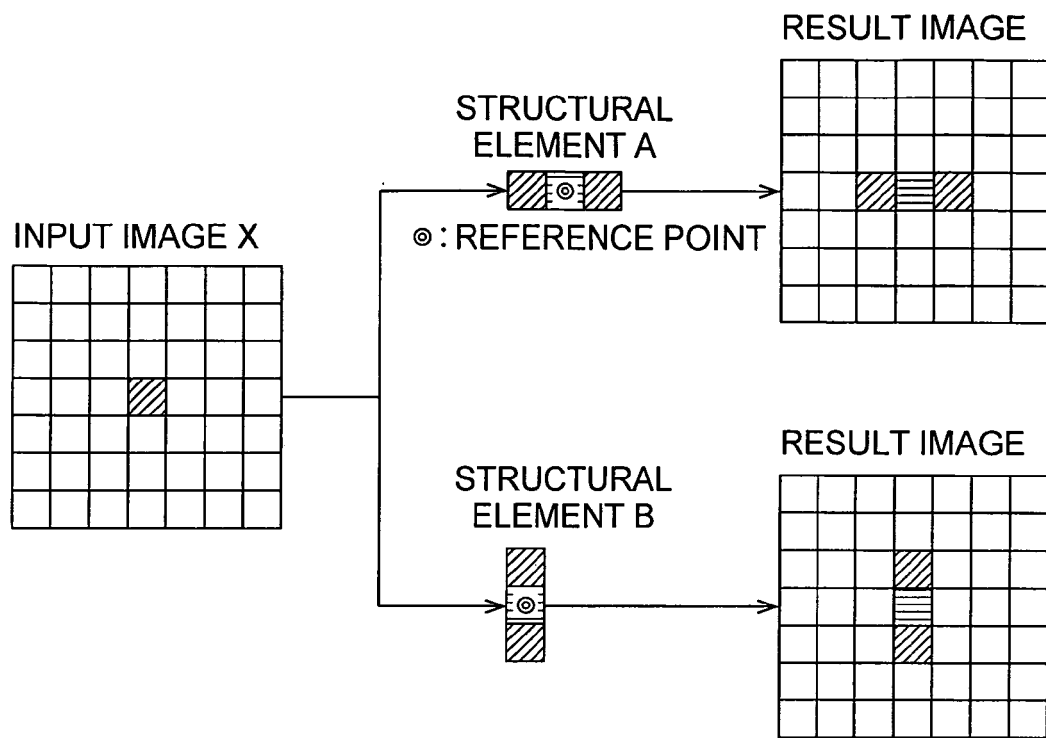 RESULT IMAGE
STRUCTURAL
ELEMENT A
INPUT IMAGE X
◎ : REFERENCE POINT
RESULT IMAGE
STRUCTURAL
ELEMENT B